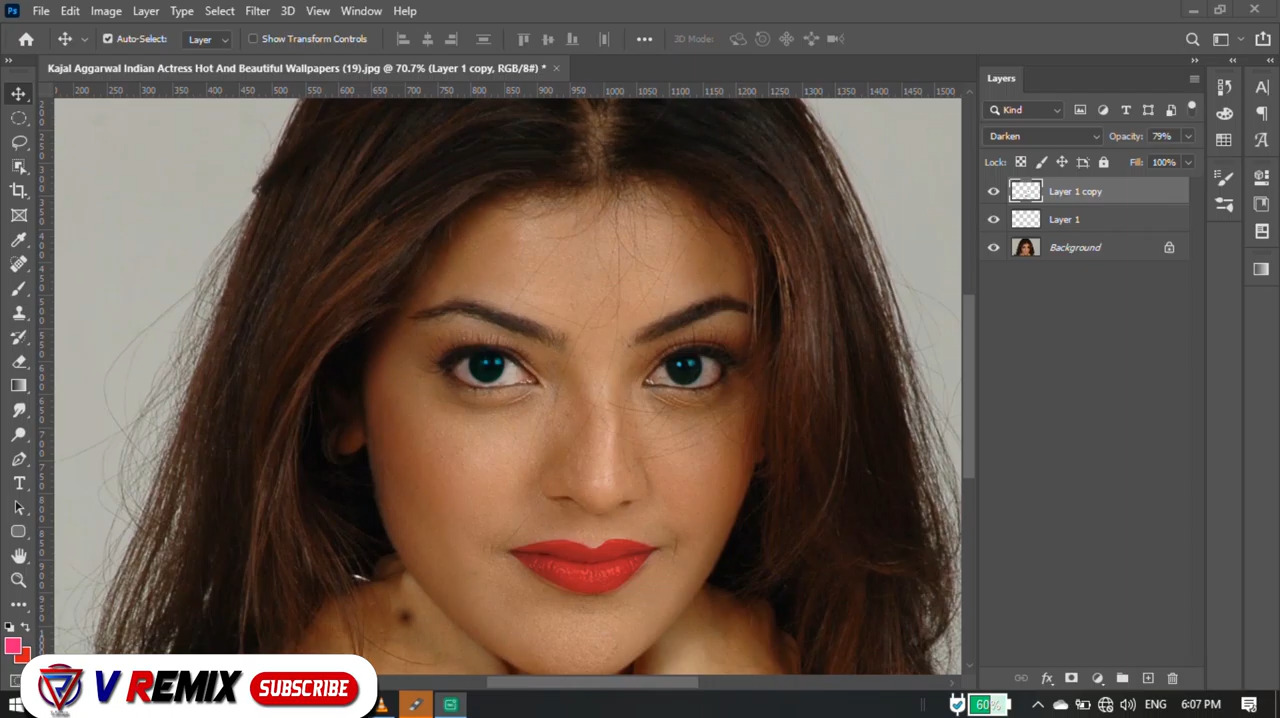 Ps File Edit Image Layer Type Select Filter 3D View Window Help
Auto-Select: Layer Show Transform Controls 3D Mode:
Kajal Aggarwal Indian Actress Hot And Beautiful Wallpapers (19).jpg @ 70.7% (Layer 1 copy, RGB/8#) *
200 250 300 350 400 450 500 550 600 650 700 750 800 850 900 950 1000 1050 1100 1150 1200 1250 1300 1350 1400 1450 1500
Layers
Kind
Darken Opacity: 79%
Lock: Fill: 100%
Layer 1 copy
Layer 1
Background
V REMIX SUBSCRIBE
60% ENG 6:07 PM